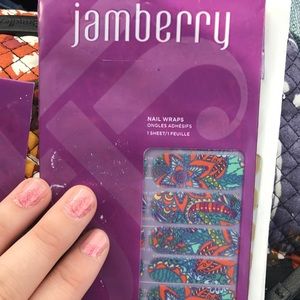 jamberry
NAIL WRAPS
ONGLES ADHÉSIFS
1 SHEET/1 FEUILLE